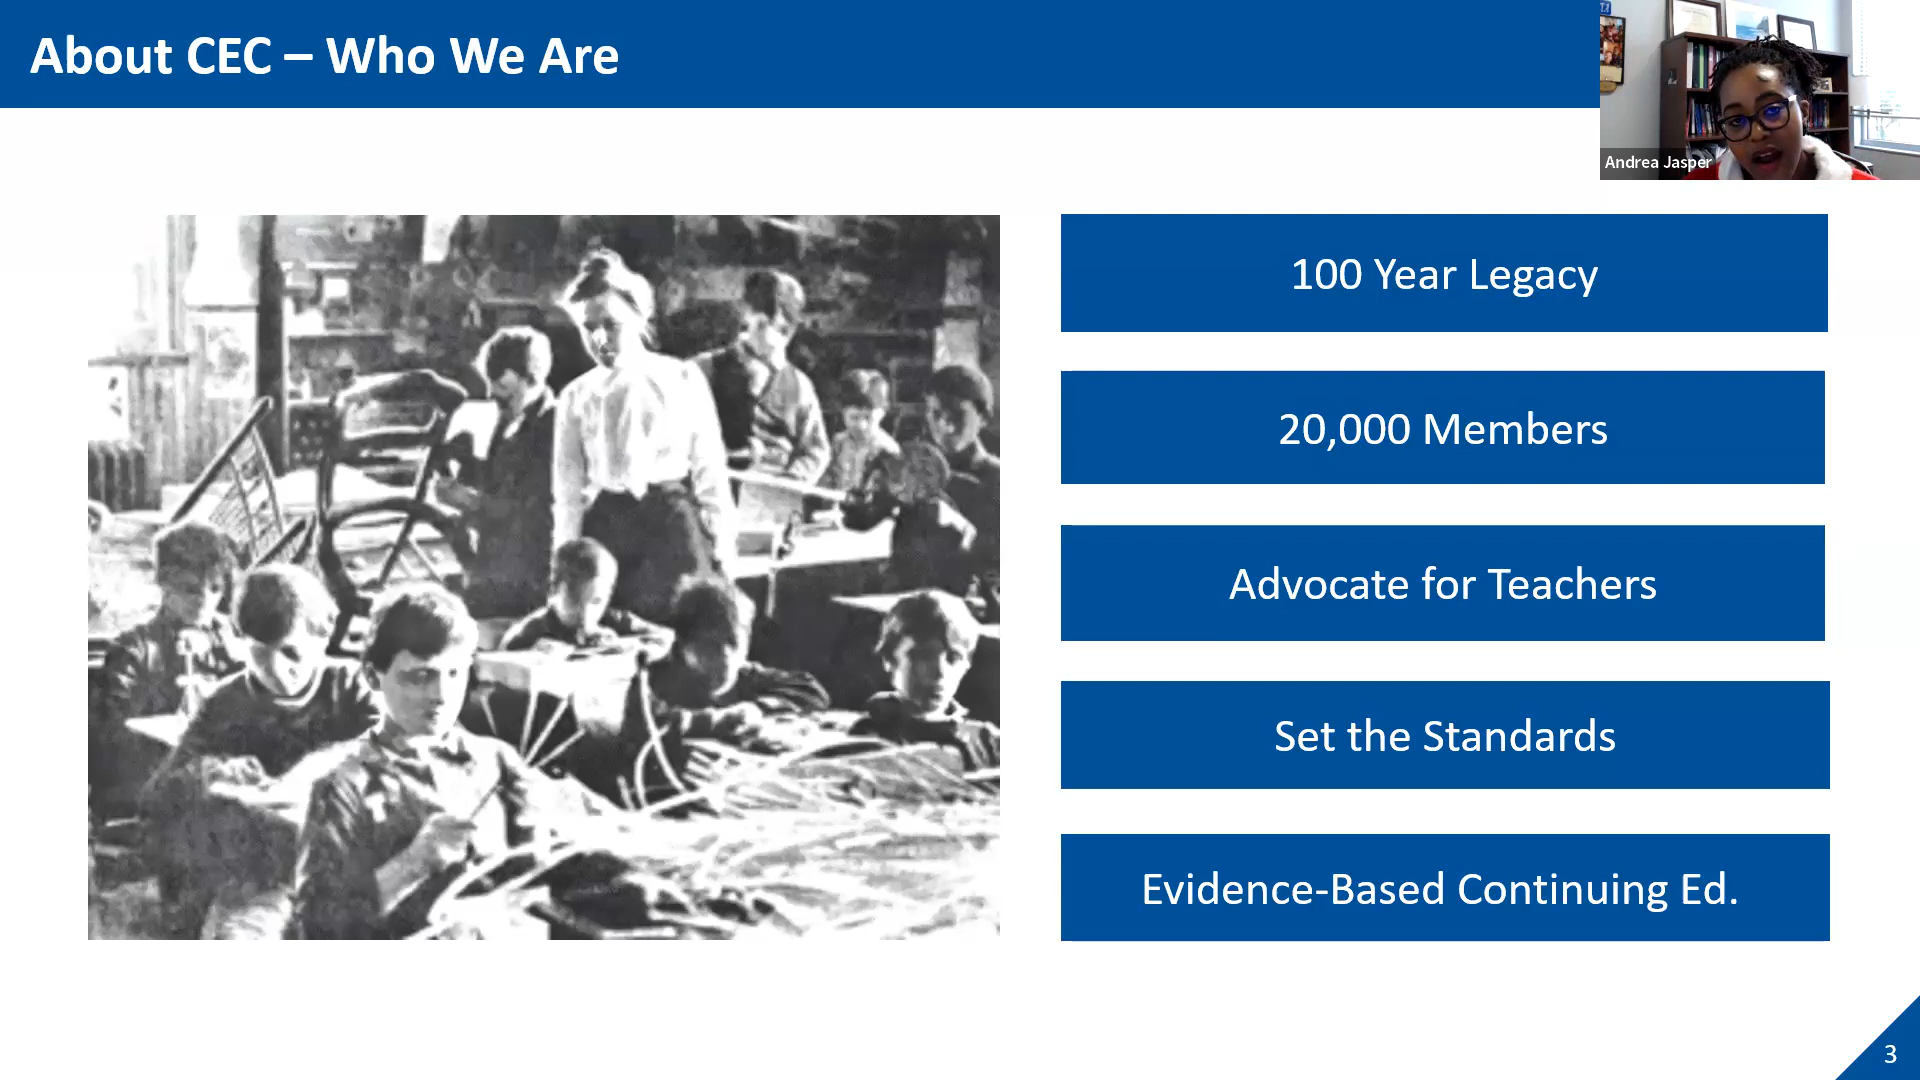 About CEC – Who We Are
Andrea Jasper
100 Year Legacy
20,000 Members
Advocate for Teachers
Set the Standards
Evidence-Based Continuing Ed.
3